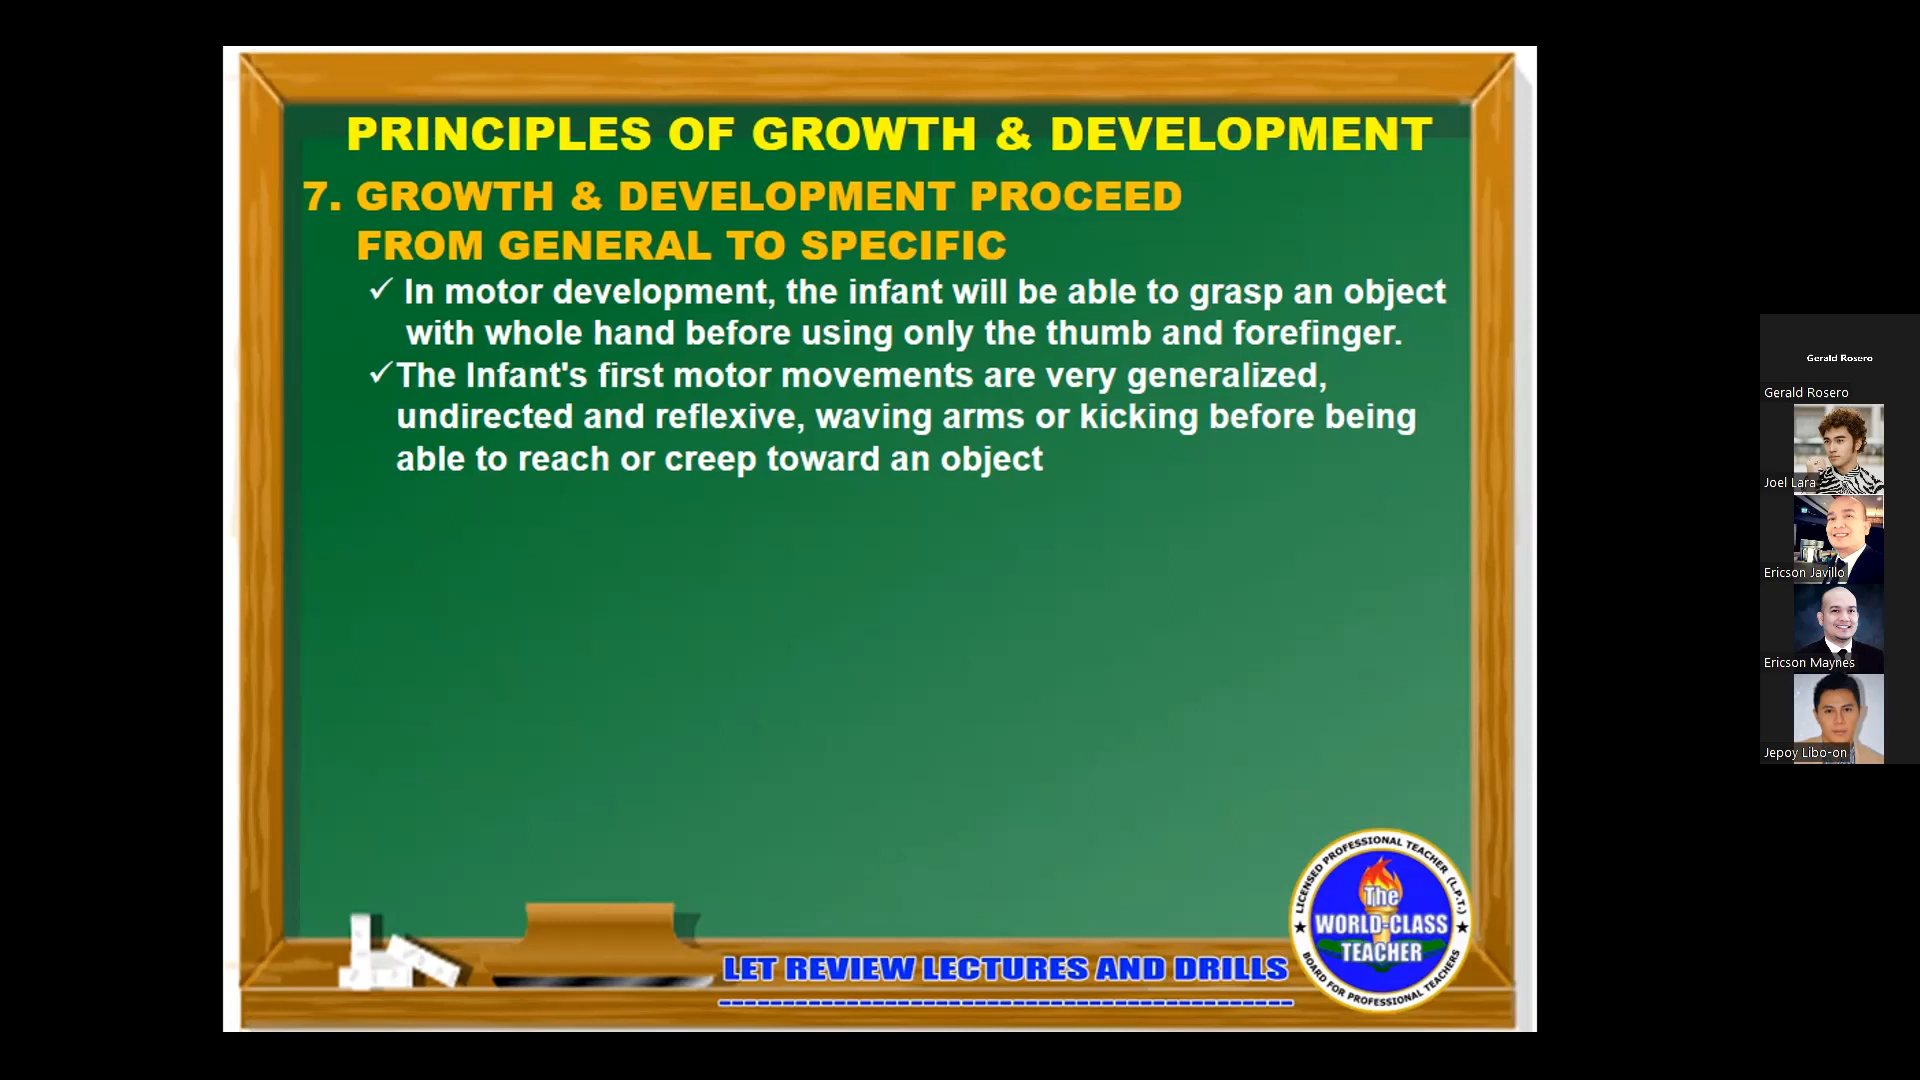 PRINCIPLES OF GROWTH & DEVELOPMENT
7. GROWTH & DEVELOPMENT PROCEED
FROM GENERAL TO SPECIFIC
✓ In motor development, the infant will be able to grasp an object
with whole hand before using only the thumb and forefinger.
✓The Infant's first motor movements are very generalized,
undirected and reflexive, waving arms or kicking before being
able to reach or creep toward an object
LET REVIEW LECTURES AND DRILLS
LICENSED PROFESSIONAL TEACHER (L.P.T.)
The
WORLD-CLASS
TEACHER
BOARD FOR PROFESSIONAL TEACHERS
Gerald Rosero
Gerald Rosero
Joel Lara
Ericson Javillo
Ericson Maynes
Jepoy Libo-on